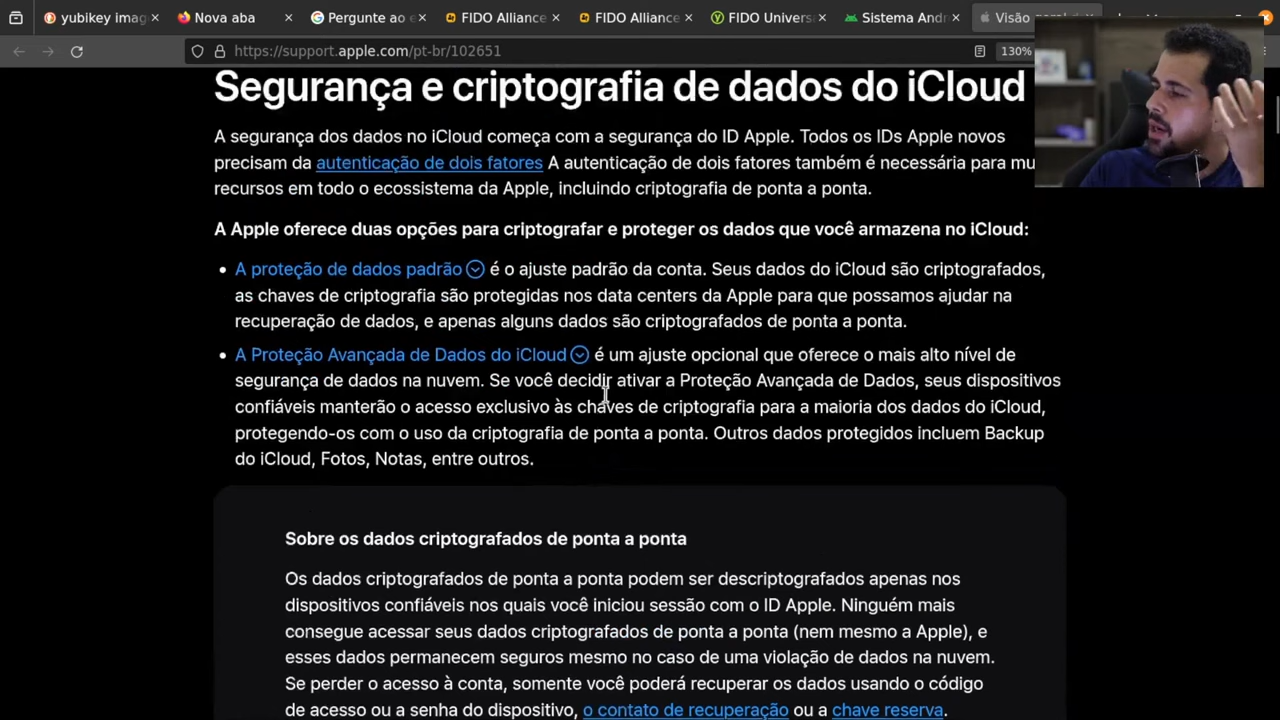 yubikey imag
Nova aba
Pergunte ao e
FIDO Alliance
FIDO Alliance
FIDO Univers
Sistema Andr
Visão geral
https://support.apple.com/pt-br/102651
130%
Segurança e criptografia de dados do iCloud
A segurança dos dados no iCloud começa com a segurança do ID Apple. Todos os IDs Apple novos
precisam da autenticação de dois fatores A autenticação de dois fatores também é necessária para mu
recursos em todo o ecossistema da Apple, incluindo criptografia de ponta a ponta.
A Apple oferece duas opções para criptografar e proteger os dados que você armazena no iCloud:
• A proteção de dados padrão é o ajuste padrão da conta. Seus dados do iCloud são criptografados,
as chaves de criptografia são protegidas nos data centers da Apple para que possamos ajudar na
recuperação de dados, e apenas alguns dados são criptografados de ponta a ponta.
• A Proteção Avançada de Dados do iCloud é um ajuste opcional que oferece o mais alto nível de
segurança de dados na nuvem. Se você decidir ativar a Proteção Avançada de Dados, seus dispositivos
confiáveis manterão o acesso exclusivo às chaves de criptografia para a maioria dos dados do iCloud,
protegendo-os com o uso da criptografia de ponta a ponta. Outros dados protegidos incluem Backup
do iCloud, Fotos, Notas, entre outros.
Sobre os dados criptografados de ponta a ponta
Os dados criptografados de ponta a ponta podem ser descriptografados apenas nos
dispositivos confiáveis nos quais você iniciou sessão com o ID Apple. Ninguém mais
consegue acessar seus dados criptografados de ponta a ponta (nem mesmo a Apple), e
esses dados permanecem seguros mesmo no caso de uma violação de dados na nuvem.
Se perder o acesso à conta, somente você poderá recuperar os dados usando o código
de acesso ou a senha do dispositivo, o contato de recuperação ou a chave reserva.